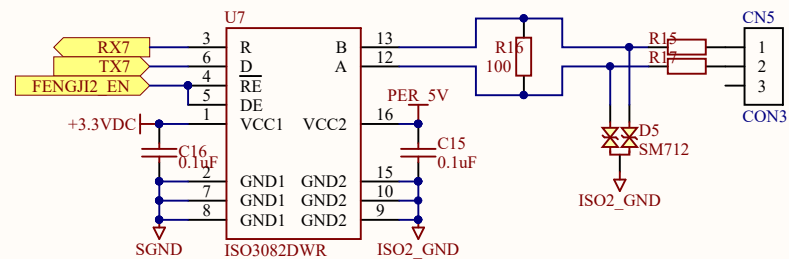 U7
CN5
RX7
3
R
B
13
R16
100
R15
1
TX7
6
D
A
12
R17
2
FENGJI2_EN
4
RE
3
5
DE
PER_5V
CON3
+3.3VDC
1
VCC1
VCC2
16
D5
SM712
C16
0.1uF
C15
0.1uF
2
GND1
GND2
15
7
GND1
GND2
10
ISO2_GND
8
GND1
GND2
9
SGND
ISO3082DWR
ISO2_GND